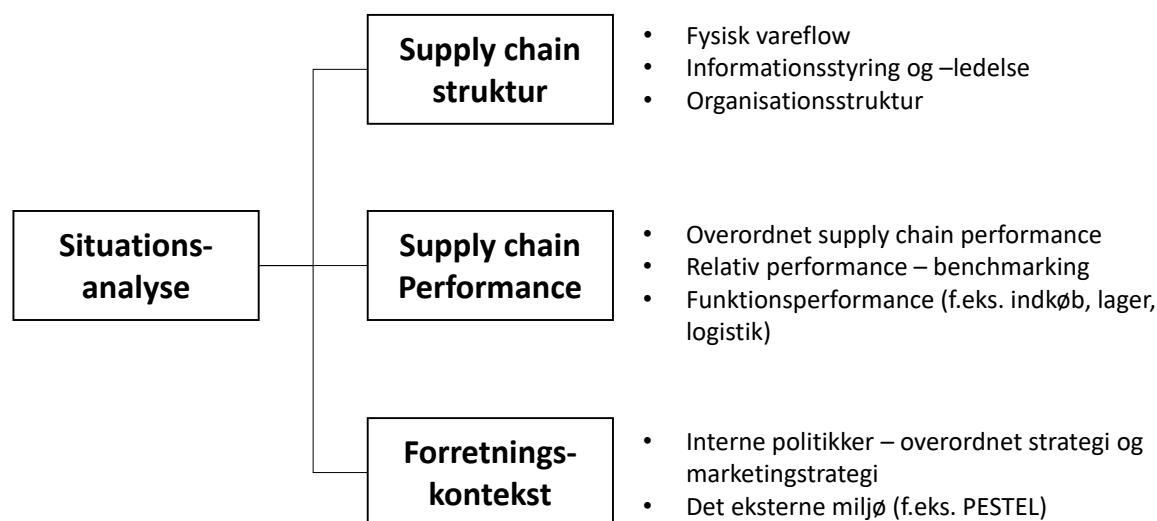 Supply chain
struktur
• Fysisk vareflow
• Informationsstyring og –ledelse
• Organisationsstruktur
Situations-
analyse
Supply chain
Performance
• Overordnet supply chain performance
• Relativ performance – benchmarking
• Funktionsperformance (f.eks. indkøb, lager,
logistik)
Forretnings-
kontekst
• Interne politikker – overordnet strategi og
marketingstrategi
• Det eksterne miljø (f.eks. PESTEL)